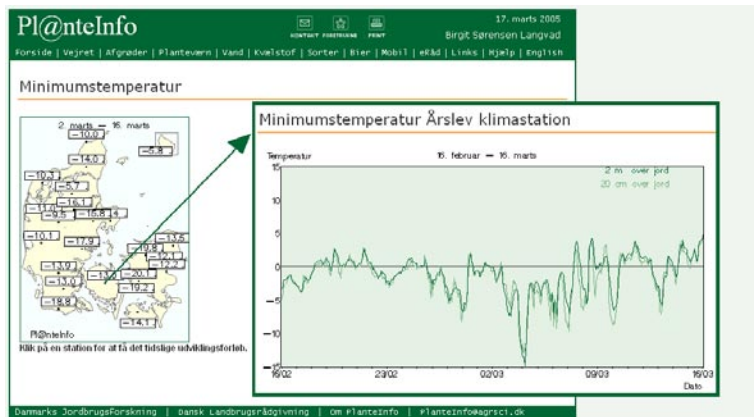 Pl@nteInfo
KONTAKT FORETRUKNE PRINT
17. marts 2005
Birgit Sørensen Langvad
Forside | Vejret | Afgrøder | Planteværn | Vand | Kvælstof | Sorter | Bier | Mobil | eRåd | Links | Hjælp | English
Minimumstemperatur
2. marts – 16. marts
-10.0
-5.8
-14.0
-10.3
-5.7
-16.1
-11.0
-9.5
-15.8
-10.1
-17.9
-13.5
-19.8
-12.1
-12.2
-13.9
-13.0
-20.
-19.2
-18.8
-14.1
Pl@nteInfo
Klik på en station for at få det tidslige udviklingsforløb.
Minimumstemperatur Årslev klimastation
Temperatur
16. februar – 16. marts
2 m over jord
20 cm over jord
15
10
5
0
-5
-10
-15
16/02
23/02
02/03
09/03
16/03
Dato
Danmarks JordbrugsForskning | Dansk Landbrugsrådgivning | Om PlanteInfo | PlanteInfo@agrsci.dk